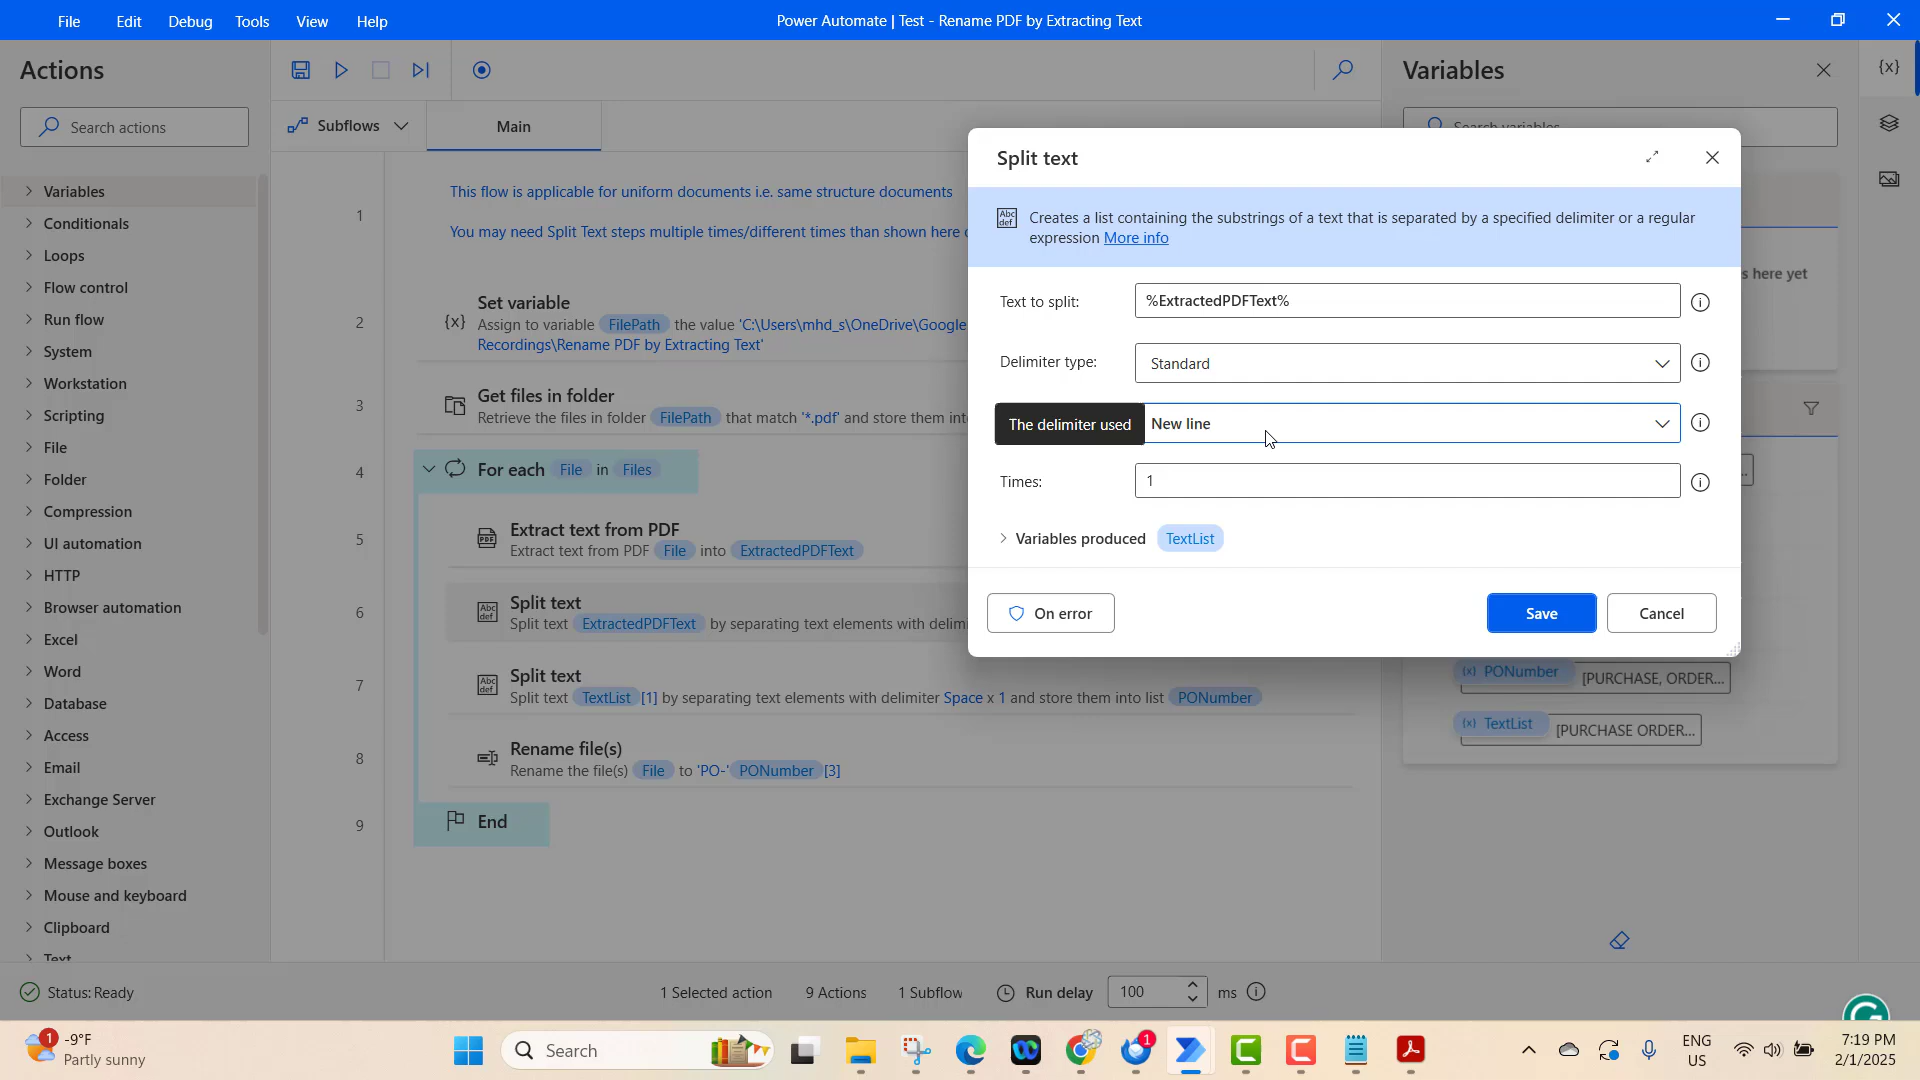 File Edit Debug Tools View Help
Power Automate | Test - Rename PDF by Extracting Text
Actions
Search actions
Variables
Conditionals
Loops
Flow control
Run flow
System
Workstation
Scripting
File
Folder
Compression
UI automation
HTTP
Browser automation
Excel
Word
Database
Access
Email
Exchange Server
Outlook
Message boxes
Mouse and keyboard
Clipboard
Text
Subflows
Main
1
This flow is applicable for uniform documents i.e. same structure documents
You may need Split Text steps multiple times/different times than shown here
2
Set variable
{x} Assign to variable FilePath the value 'C:\Users\mhd_s\OneDrive\Google
Recordings\Rename PDF by Extracting Text'
3
Get files in folder
Retrieve the files in folder FilePath that match '*.pdf' and store them into
4
For each File in Files
5
PDF
Extract text from PDF
Extract text from PDF File into ExtractedPDFText
6
Abc
def
Split text
Split text ExtractedPDFText by separating text elements with
7
Abc
def
Split text
Split text TextList [1] by separating text elements with delimiter Space x 1 and store them into list PONumber
8
Rename file(s)
Rename the file(s) File to 'PO-' PONumber [3]
9
End
Split text
Abc
def
Creates a list containing the substrings of a text that is separated by a specified delimiter or a regular
expression More info
Text to split:
%ExtractedPDFText%
Delimiter type:
Standard
The delimiter used
New line
Times:
1
Variables produced TextList
On error
Save
Cancel
Variables
{x}
s here yet
...
(x) PONumber [PURCHASE, ORDER...
(x) TextList [PURCHASE ORDER...
Status: Ready
1 Selected action
9 Actions
1 Subflow
Run delay
100
ms
1
-9°F
Partly sunny
Search
1
ENG
US
7:19 PM
2/1/2025